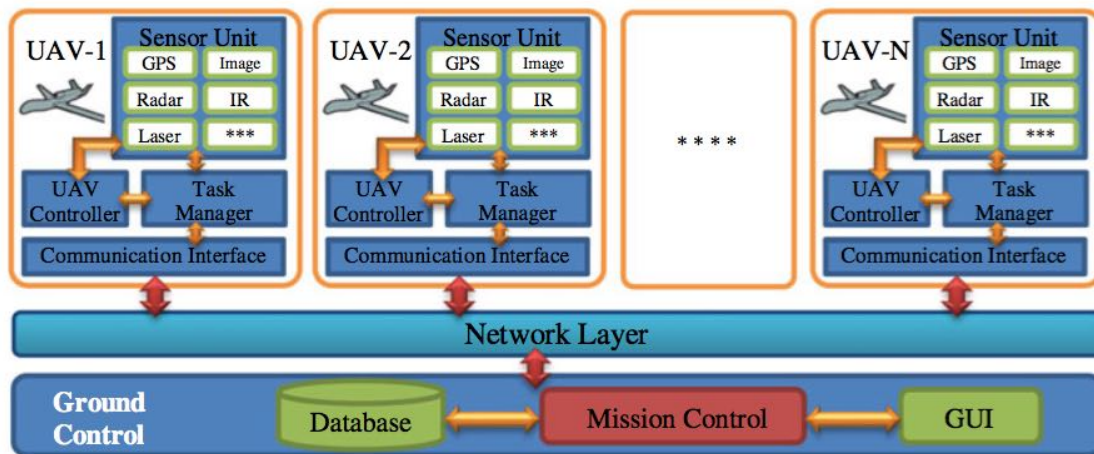 UAV-1
Sensor Unit
GPS
Image
Radar
IR
Laser
***
UAV
Controller
Task
Manager
Communication Interface
UAV-2
Sensor Unit
GPS
Image
Radar
IR
Laser
***
UAV
Controller
Task
Manager
Communication Interface
* * * *
UAV-N
Sensor Unit
GPS
Image
Radar
IR
Laser
***
UAV
Controller
Task
Manager
Communication Interface
Network Layer
Ground
Control
Database
Mission Control
GUI